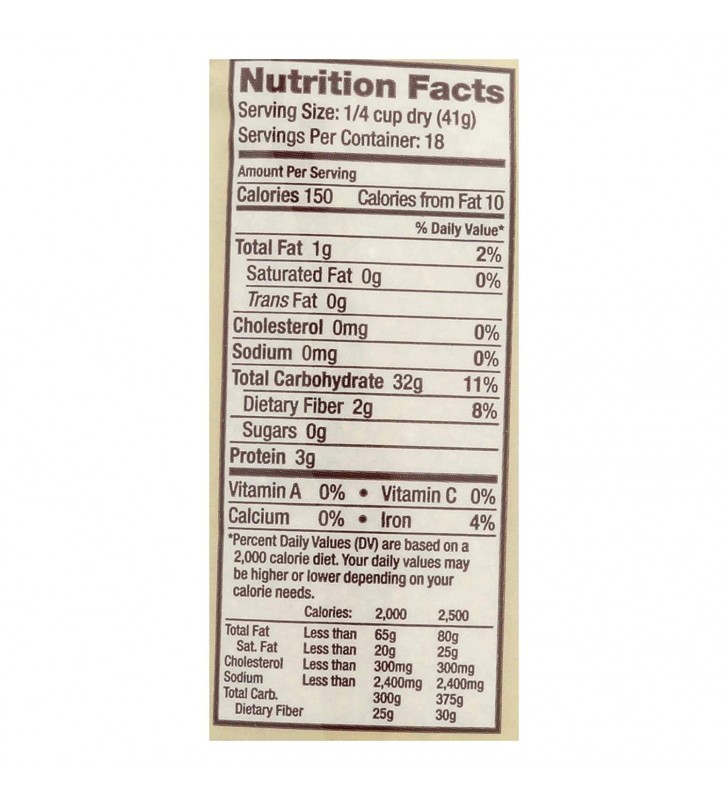 Nutrition Facts
Serving Size: 1/4 cup dry (41g)
Servings Per Container: 18
Amount Per Serving
Calories 150 Calories from Fat 10
% Daily Value*
Total Fat 1g 2%
Saturated Fat 0g 0%
Trans Fat 0g
Cholesterol 0mg 0%
Sodium 0mg 0%
Total Carbohydrate 32g 11%
Dietary Fiber 2g 8%
Sugars 0g
Protein 3g
Vitamin A 0% • Vitamin C 0%
Calcium 0% • Iron 4%
*Percent Daily Values (DV) are based on a
2,000 calorie diet. Your daily values may
be higher or lower depending on your
calorie needs.
Calories: 2,000 2,500
Total Fat Less than 65g 80g
Sat. Fat Less than 20g 25g
Cholesterol Less than 300mg 300mg
Sodium Less than 2,400mg 2,400mg
Total Carb. 300g 375g
Dietary Fiber 25g 30g